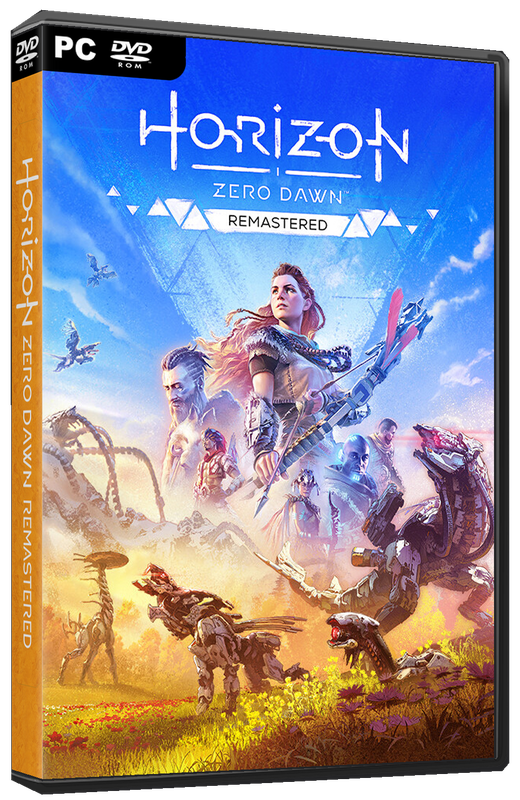 DVD
ROM
PC DVD
ROM
HORIZON
ZERO DAWN™
REMASTERED
HORIZON ZERO DAWN REMASTERED